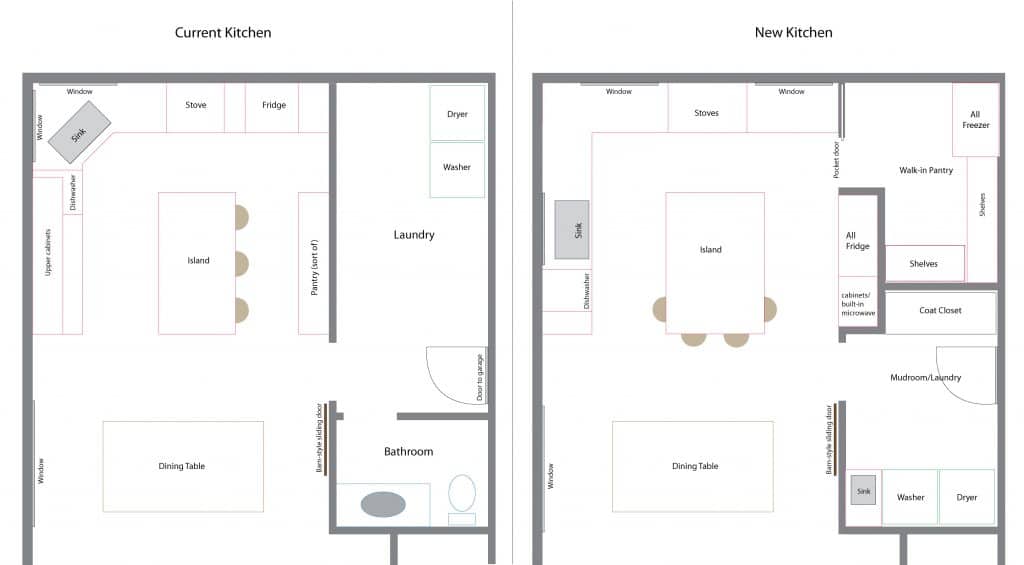 Current Kitchen
Window
Stove
Fridge
Dryer
Window
Sink
Washer
Dishwasher
Upper cabinets
Island
Pantry (sort of)
Laundry
Door to garage
Barn-style sliding door
Window
Dining Table
Bathroom
New Kitchen
Window
Window
Stoves
All
Freezer
Pocket door
Walk-in Pantry
Shelves
Sink
Island
All
Fridge
Shelves
Dishwasher
cabinets/
built-in
microwave
Coat Closet
Mudroom/Laundry
Barn-style sliding door
Window
Dining Table
Sink
Washer
Dryer